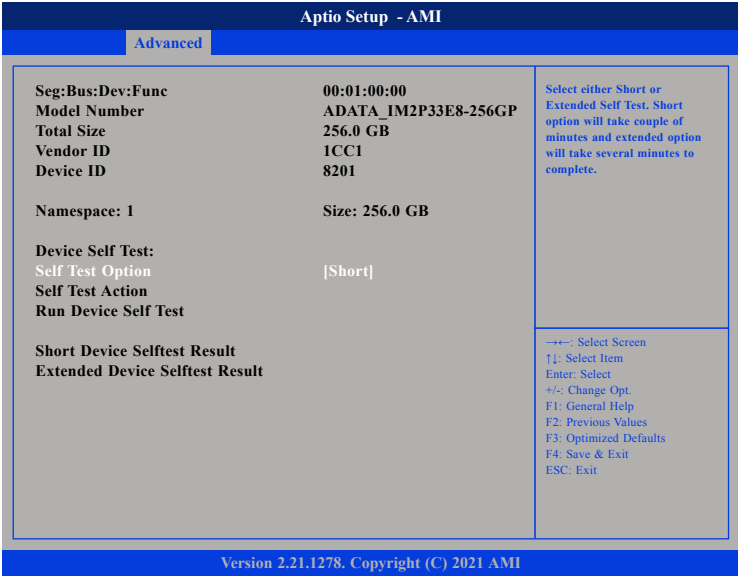 Aptio Setup - AMI
Advanced
Seg:Bus:Dev:Func 00:01:00:00
Model Number ADATA_IM2P33E8-256GP
Total Size 256.0 GB
Vendor ID 1CC1
Device ID 8201
Namespace: 1 Size: 256.0 GB
Device Self Test:
Self Test Option [Short]
Self Test Action
Run Device Self Test
Short Device Selftest Result
Extended Device Selftest Result
Select either Short or
Extended Self Test. Short
option will take couple of
minutes and extended option
will take several minutes to
complete.
→←: Select Screen
↑↓: Select Item
Enter: Select
+/-: Change Opt.
F1: General Help
F2: Previous Values
F3: Optimized Defaults
F4: Save & Exit
ESC: Exit
Version 2.21.1278. Copyright (C) 2021 AMI